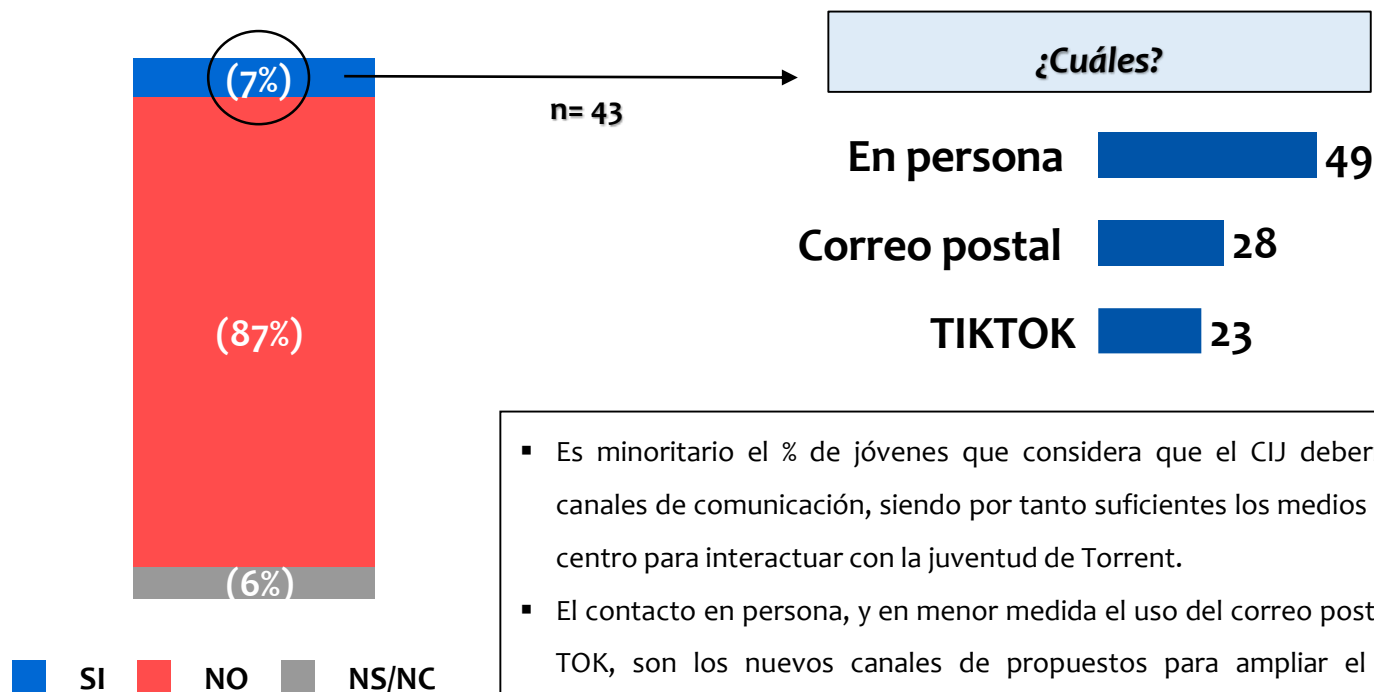 (7%)
¿Cuáles?
n= 43
En persona 49
Correo postal 28
(87%)
TIKTOK 23
▪ Es minoritario el % de jóvenes que considera que el CIJ deber
canales de comunicación, siendo por tanto suficientes los medios
centro para interactuar con la juventud de Torrent.
(6%)
▪ El contacto en persona, y en menor medida el uso del correo post
TOK, son los nuevos canales de propuestos para ampliar el
SI NO NS/NC